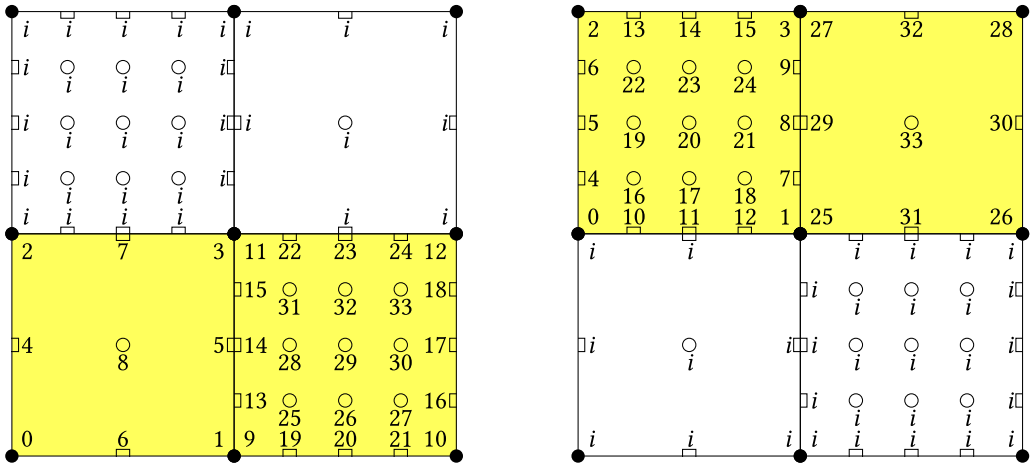 i i i i i i i i
i i
i i i
i i i i
i i i i
i i
i i i
i i i i i i i
2 7 3 11 22 23 24 12
15 18
31 32 33
4 5 14 17
8 28 29 30
13 16
25 26 27
0 6 1 9 19 20 21 10
2 13 14 15 3 27 32 28
6 9
22 23 24
5 8 29 30
19 20 21 33
4 7
16 17 18
0 10 11 12 1 25 31 26
i i i i i i
i i
i i i
i i i i
i i i i
i i
i i i
i i i i i i i i